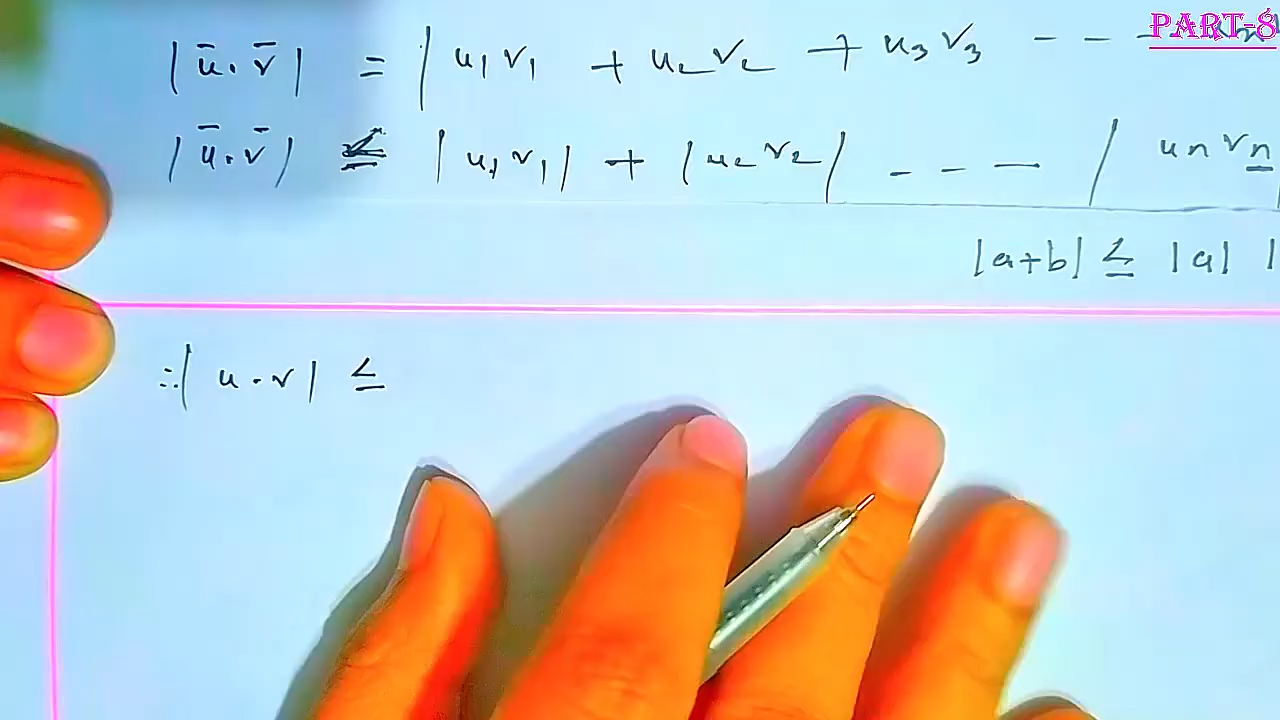 PART-8
|ū.v̄| = |u₁v₁ + u₂v₂ + u₃v₃ - - -
|ū.v̄| ≤ |u₁v₁| + |u₂v₂| - - - |uₙvₙ
|a+b| ≤ |a|
∴|u.v| ≤